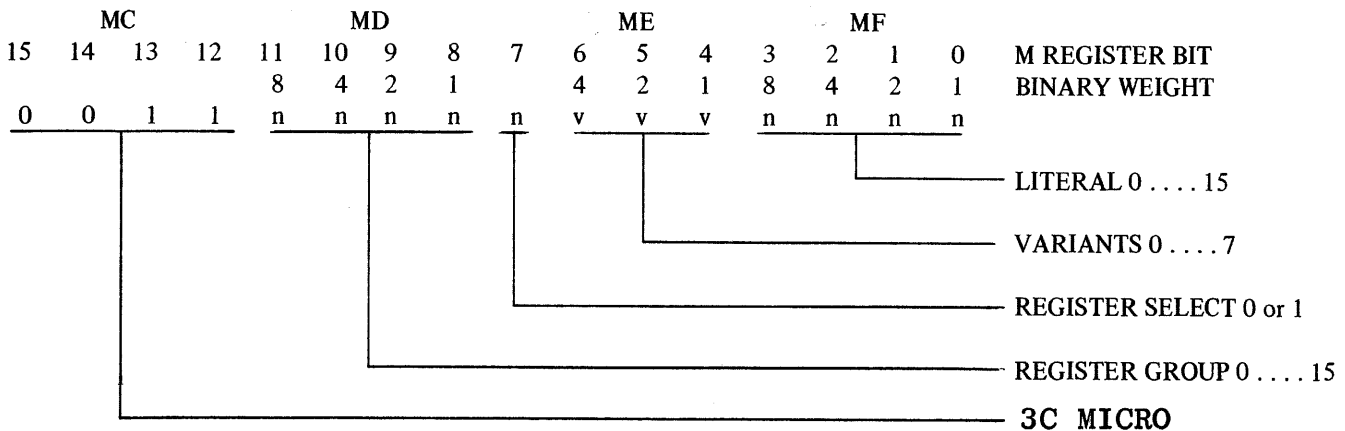 MC MD ME MF
15 14 13 12 11 10 9 8 7 6 5 4 3 2 1 0 M REGISTER BIT
8 4 2 1 4 2 1 8 4 2 1 BINARY WEIGHT
0 0 1 1 n n n n n v v v n n n n
LITERAL 0 .... 15
VARIANTS 0 .... 7
REGISTER SELECT 0 or 1
REGISTER GROUP 0 .... 15
3C MICRO